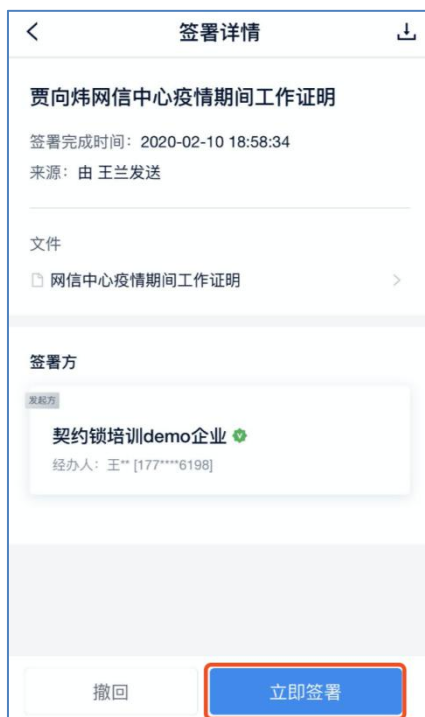 签署详情
贾向炜网信中心疫情期间工作证明
签署完成时间：2020-02-10 18:58:34
来源：由 王兰发送
文件
网信中心疫情期间工作证明
签署方
发起方
契约锁培训demo企业
经办人：王** [177****6198]
撤回
立即签署